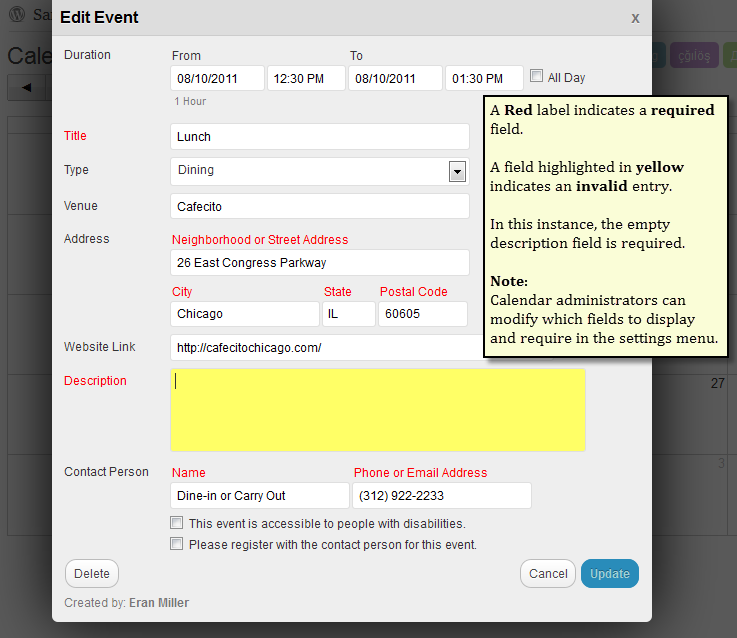 Edit Event
x
Cale
Duration
From
To
08/10/2011
12:30 PM
08/10/2011
01:30 PM
All Day
1 Hour
Title
Lunch
Type
Dining
Venue
Cafecito
Address
Neighborhood or Street Address
26 East Congress Parkway
City
State
Postal Code
Chicago
IL
60605
Website Link
http://cafecitochicago.com/
Description
Contact Person
Name
Phone or Email Address
Dine-in or Carry Out
(312) 922-2233
This event is accessible to people with disabilities.
Please register with the contact person for this event.
Delete
Cancel
Update
Created by: Eran Miller
A Red label indicates a required
field.
A field highlighted in yellow
indicates an invalid entry.
In this instance, the empty
description field is required.
Note:
Calendar administrators can
modify which fields to display
and require in the settings menu.
çğılöş
27
3